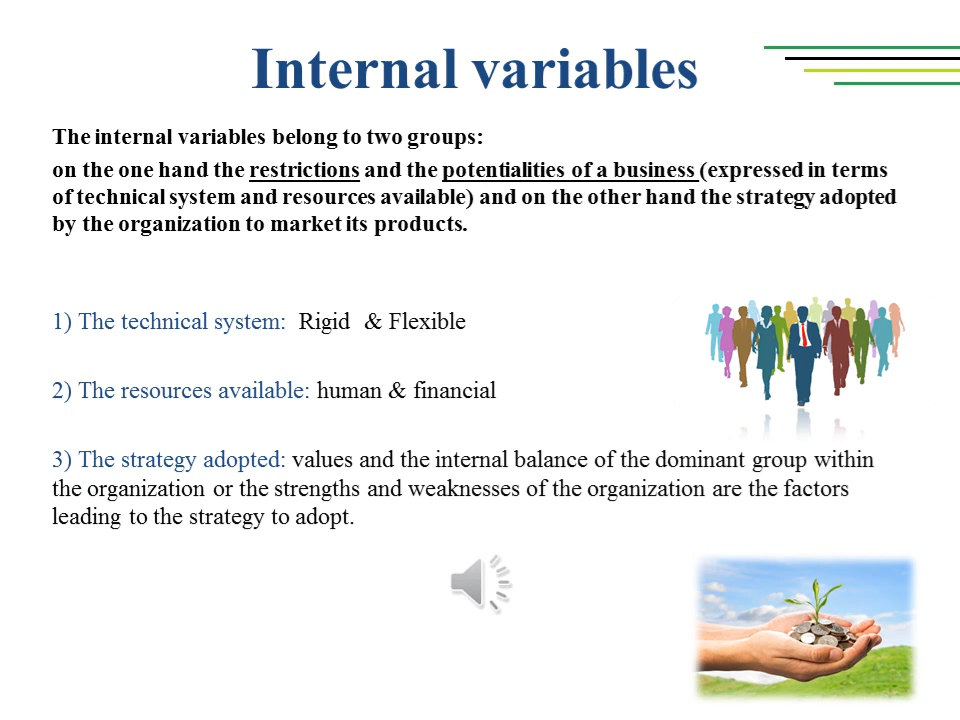 Internal variables
The internal variables belong to two groups:
on the one hand the restrictions and the potentialities of a business (expressed in terms
of technical system and resources available) and on the other hand the strategy adopted
by the organization to market its products.
1) The technical system: Rigid & Flexible
2) The resources available: human & financial
3) The strategy adopted: values and the internal balance of the dominant group within
the organization or the strengths and weaknesses of the organization are the factors
leading to the strategy to adopt.